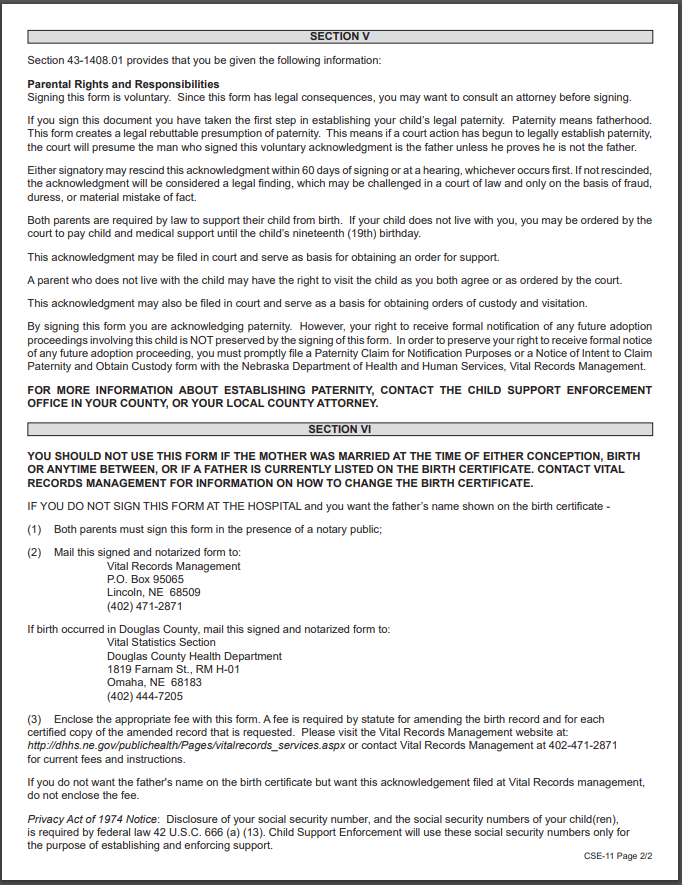 SECTION V
Section 43-1408.01 provides that you be given the following information:
Parental Rights and Responsibilities
Signing this form is voluntary. Since this form has legal consequences, you may want to consult an attorney before signing.
If you sign this document you have taken the first step in establishing your child's legal paternity. Paternity means fatherhood.
This form creates a legal rebuttable presumption of paternity. This means if a court action has begun to legally establish paternity,
the court will presume the man who signed this voluntary acknowledgment is the father unless he proves he is not the father.
Either signatory may rescind this acknowledgment within 60 days of signing or at a hearing, whichever occurs first. If not rescinded,
the acknowledgment will be considered a legal finding, which may be challenged in a court of law and only on the basis of fraud,
duress, or material mistake of fact.
Both parents are required by law to support their child from birth. If your child does not live with you, you may be ordered by the
court to pay child and medical support until the child's nineteenth (19th) birthday.
This acknowledgment may be filed in court and serve as basis for obtaining an order for support.
A parent who does not live with the child may have the right to visit the child as you both agree or as ordered by the court.
This acknowledgment may also be filed in court and serve as a basis for obtaining orders of custody and visitation.
By signing this form you are acknowledging paternity. However, your right to receive formal notification of any future adoption
proceedings involving this child is NOT preserved by the signing of this form. In order to preserve your right to receive formal notice
of any future adoption proceeding, you must promptly file a Paternity Claim for Notification Purposes or a Notice of Intent to Claim
Paternity and Obtain Custody form with the Nebraska Department of Health and Human Services, Vital Records Management.
FOR MORE INFORMATION ABOUT ESTABLISHING PATERNITY, CONTACT THE CHILD SUPPORT ENFORCEMENT
OFFICE IN YOUR COUNTY, OR YOUR LOCAL COUNTY ATTORNEY.
SECTION VI
YOU SHOULD NOT USE THIS FORM IF THE MOTHER WAS MARRIED AT THE TIME OF EITHER CONCEPTION, BIRTH
OR ANYTIME BETWEEN, OR IF A FATHER IS CURRENTLY LISTED ON THE BIRTH CERTIFICATE. CONTACT VITAL
RECORDS MANAGEMENT FOR INFORMATION ON HOW TO CHANGE THE BIRTH CERTIFICATE.
IF YOU DO NOT SIGN THIS FORM AT THE HOSPITAL and you want the father's name shown on the birth certificate -
(1) Both parents must sign this form in the presence of a notary public;
(2) Mail this signed and notarized form to:
Vital Records Management
P.O. Box 95065
Lincoln, NE 68509
(402) 471-2871
If birth occurred in Douglas County, mail this signed and notarized form to:
Vital Statistics Section
Douglas County Health Department
1819 Farnam St., RM H-01
Omaha, NE 68183
(402) 444-7205
(3) Enclose the appropriate fee with this form. A fee is required by statute for amending the birth record and for each
certified copy of the amended record that is requested. Please visit the Vital Records Management website at:
http://dhhs.ne.gov/publichealth/Pages/vitalrecords_services.aspx or contact Vital Records Management at 402-471-2871
for current fees and instructions.
If you do not want the father's name on the birth certificate but want this acknowledgement filed at Vital Records management,
do not enclose the fee.
Privacy Act of 1974 Notice: Disclosure of your social security number, and the social security numbers of your child(ren),
is required by federal law 42 U.S.C. 666 (a) (13). Child Support Enforcement will use these social security numbers only for
the purpose of establishing and enforcing support.
CSE-11 Page 2/2